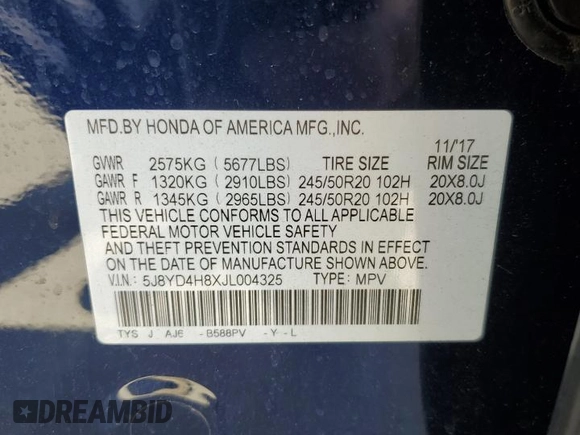 MFD.BY HONDA OF AMERICA MFG.,INC.
11/17
GVWR 2575KG ( 5677LBS) TIRE SIZE RIM SIZE
GAWR F 1320KG ( 2910LBS) 245/50R20 102H 20X8.0J
GAWR R 1345KG ( 2965LBS) 245/50R20 102H 20X8.0J
THIS VEHICLE CONFORMS TO ALL APPLICABLE
FEDERAL MOTOR VEHICLE SAFETY
AND THEFT PREVENTION STANDARDS IN EFFECT
ON THE DATE OF MANUFACTURE SHOWN ABOVE.
V.I.N.: 5J8YD4H8XJL004325 TYPE: MPV
TYS J AJ6 -B588PV -Y-L
DREAMBID